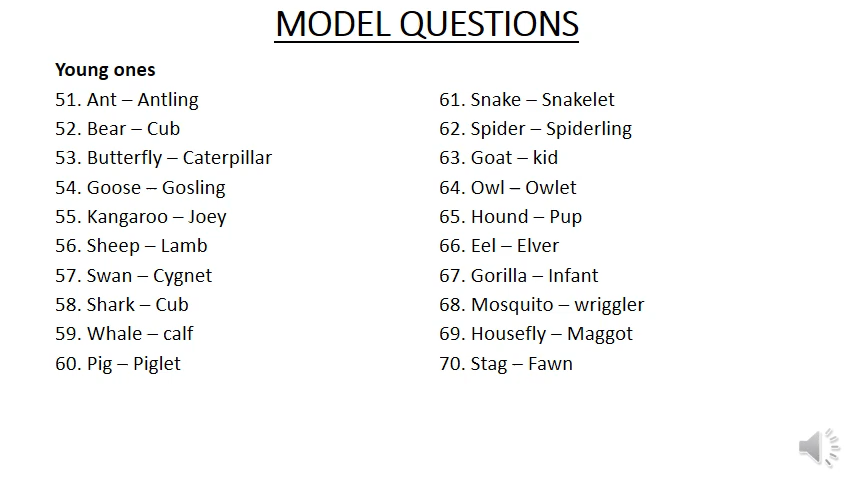 MODEL QUESTIONS
Young ones
51. Ant – Antling
52. Bear – Cub
53. Butterfly – Caterpillar
54. Goose – Gosling
55. Kangaroo – Joey
56. Sheep – Lamb
57. Swan – Cygnet
58. Shark – Cub
59. Whale – calf
60. Pig – Piglet
61. Snake – Snakelet
62. Spider – Spiderling
63. Goat – kid
64. Owl – Owlet
65. Hound – Pup
66. Eel – Elver
67. Gorilla – Infant
68. Mosquito – wriggler
69. Housefly – Maggot
70. Stag – Fawn